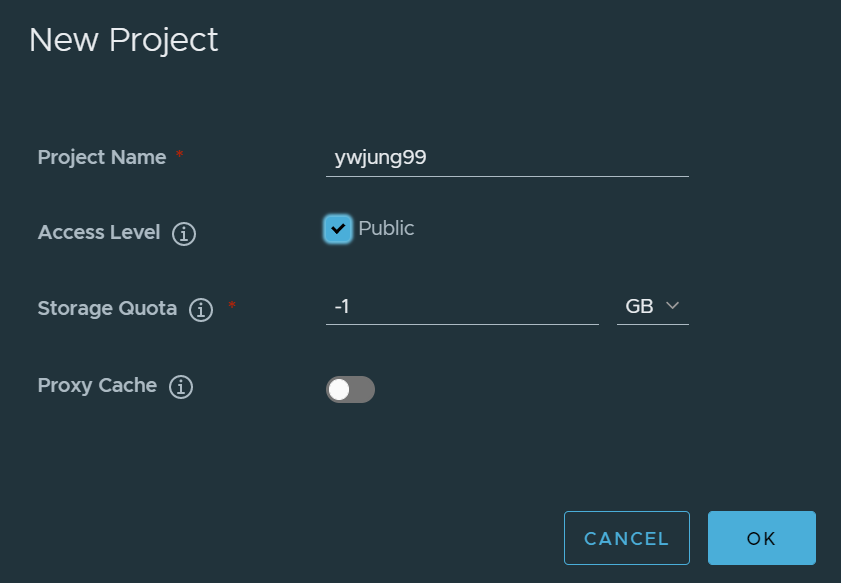 New Project
Project Name *
ywjung99
Access Level
Public
Storage Quota *
-1
GB
Proxy Cache
CANCEL
OK